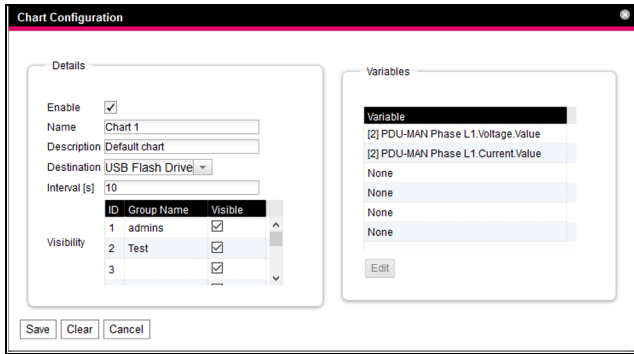 Chart Configuration
Details
Enable
Name Chart 1
Description Default chart
Destination USB Flash Drive
Interval [s] 10
Visibility
ID Group Name Visible
1 admins
2 Test
3
Save Clear Cancel
Variables
Variable
[2] PDU-MAN Phase L1.Voltage.Value
[2] PDU-MAN Phase L1.Current.Value
None
None
None
None
Edit